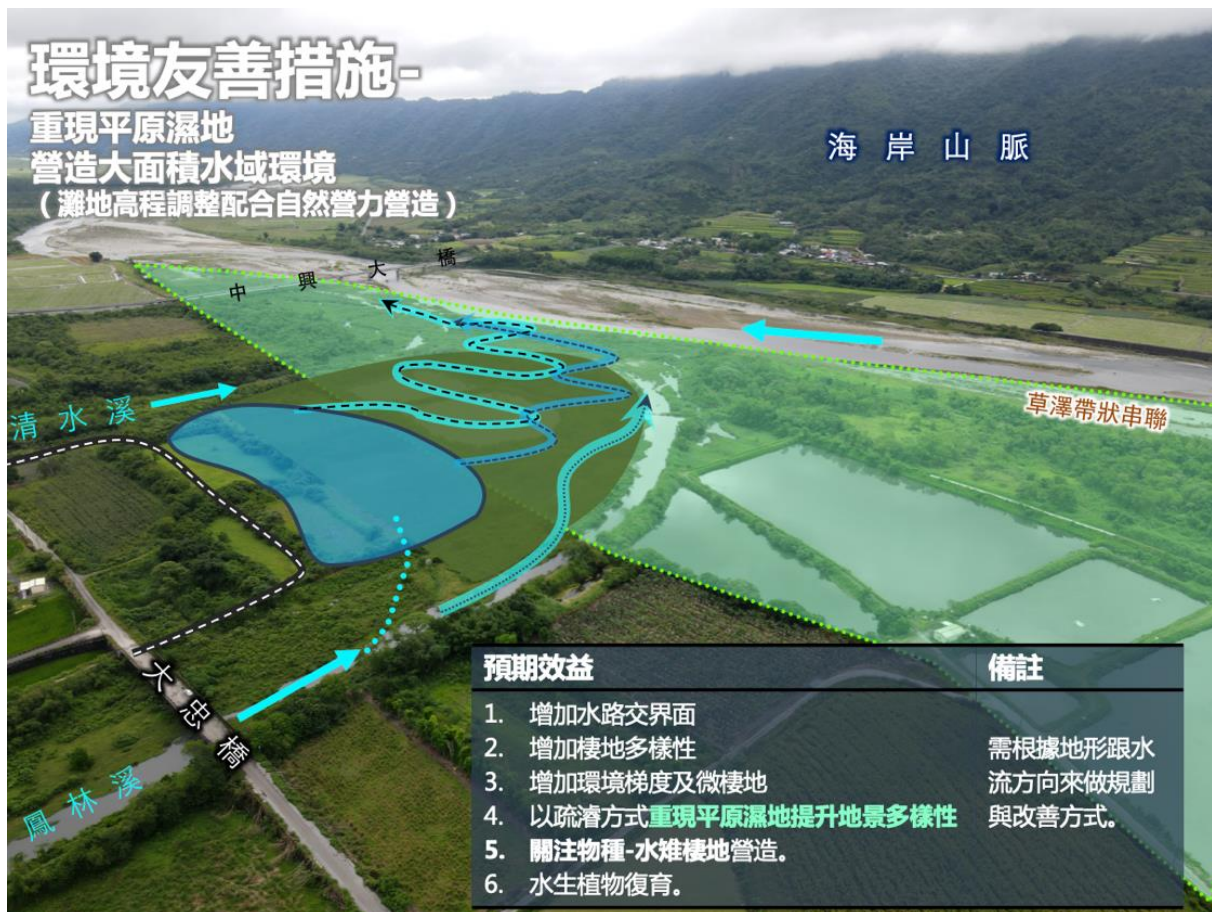 環境友善措施-
重現平原濕地
營造大面積水域環境
（灘地高程調整配合自然營力營造）
海岸山脈
中興大橋
清水溪
草澤帶狀串聯
大忠橋
鳳林溪
預期效益 備註
1. 增加水路交界面
2. 增加棲地多樣性
3. 增加環境梯度及微棲地
4. 以疏濬方式重現平原濕地提升地景多樣性
5. 關注物種-水雉棲地營造。
6. 水生植物復育。
需根據地形跟水
流方向來做規劃
與改善方式。